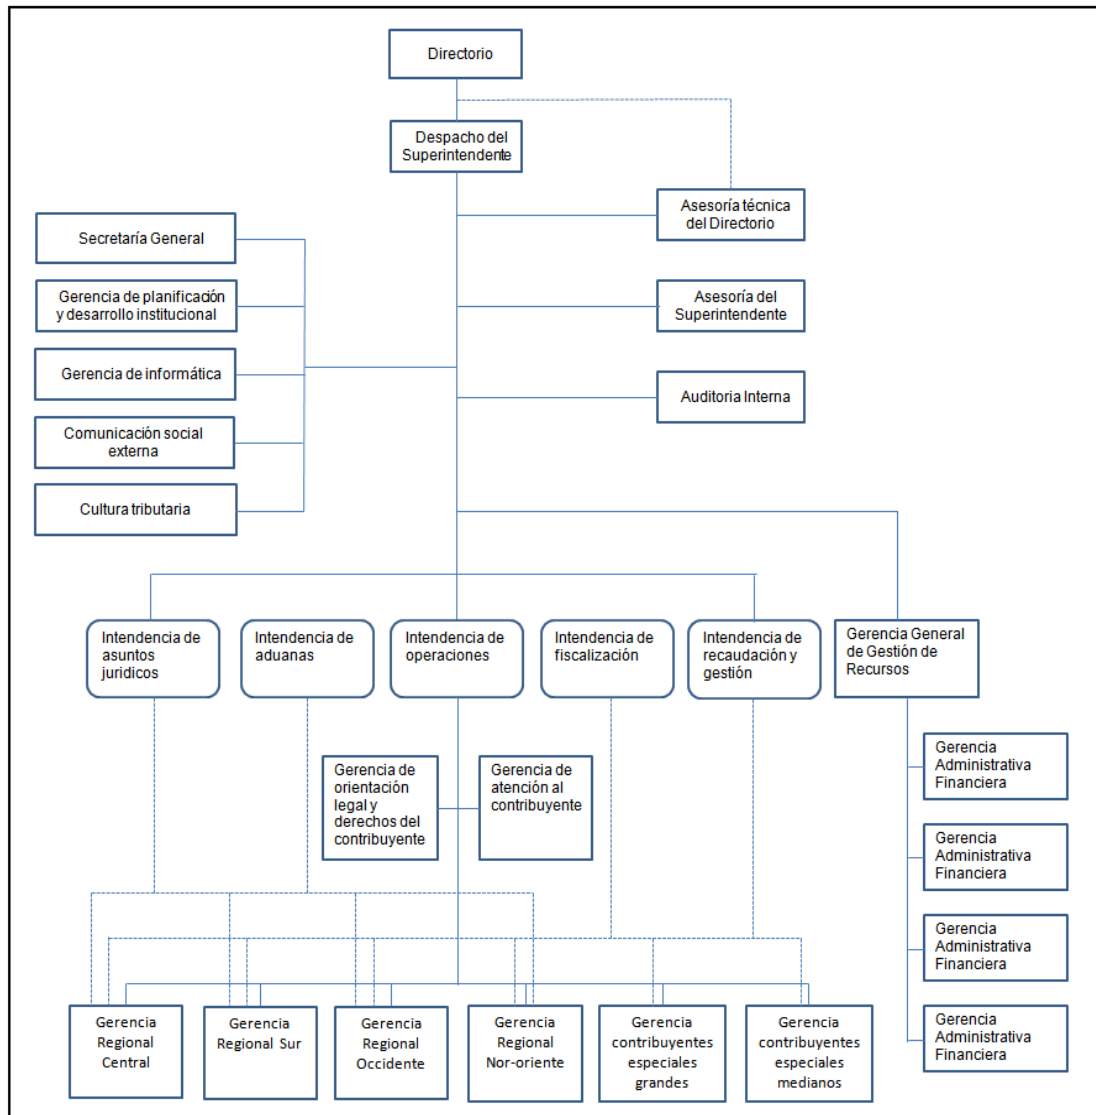 Directorio
Despacho del
Superintendente
Asesoría técnica
del Directorio
Secretaría General
Gerencia de planificación
y desarrollo institucional
Asesoría del
Superintendente
Gerencia de informática
Auditoria Interna
Comunicación social
externa
Cultura tributaria
Intendencia de
asuntos
juridicos
Intendencia de
aduanas
Intendencia de
operaciones
Intendencia de
fiscalización
Intendencia de
recaudación y
gestión
Gerencia General
de Gestión de
Recursos
Gerencia de
orientación
legal y
derechos del
contribuyente
Gerencia de
atención al
contribuyente
Gerencia
Administrativa
Financiera
Gerencia
Administrativa
Financiera
Gerencia
Administrativa
Financiera
Gerencia
Administrativa
Financiera
Gerencia
Regional
Central
Gerencia
Regional Sur
Gerencia
Regional
Occidente
Gerencia
Regional
Nor-oriente
Gerencia
contribuyentes
especiales
grandes
Gerencia
contribuyentes
especiales
medianos